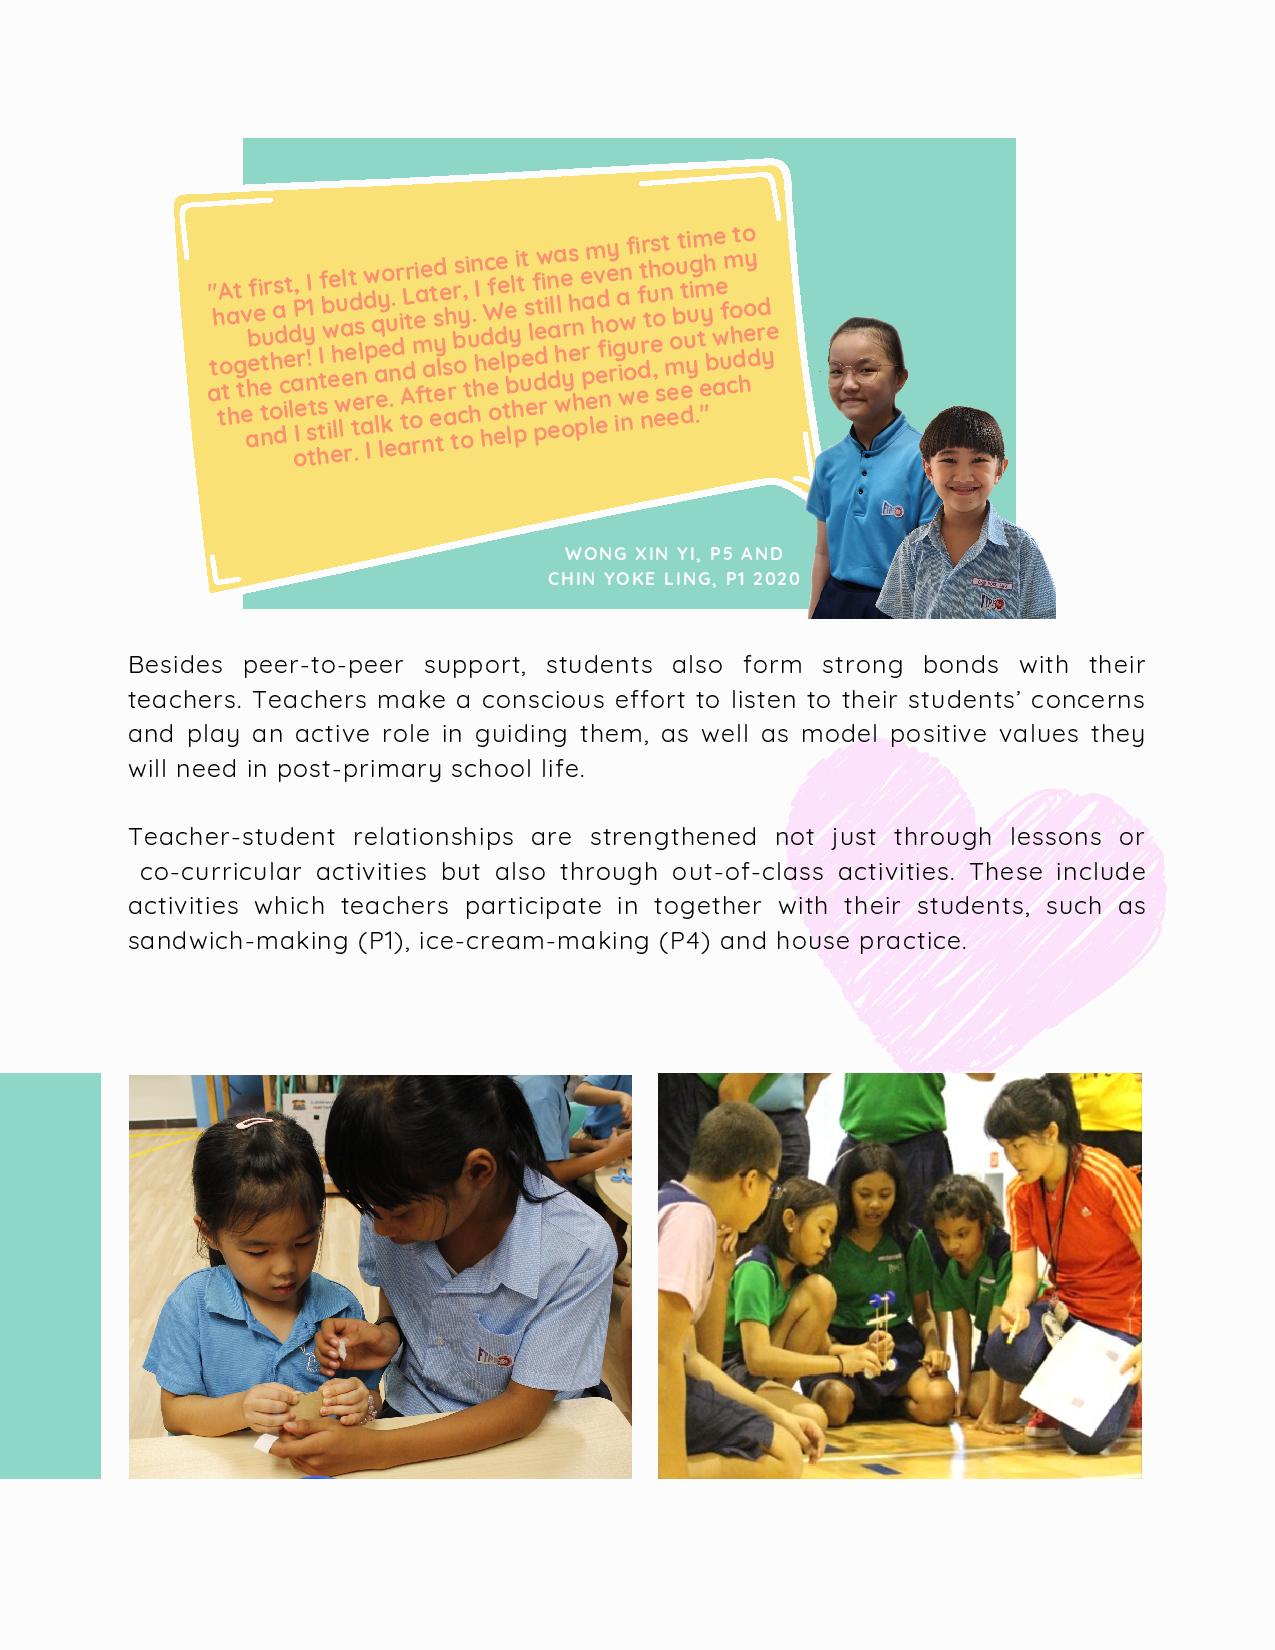 "At first, I felt worried since it was my first time to
have a P1 buddy. Later, I felt fine even though my
buddy was quite shy. We still had a fun time
together! I helped my buddy learn how to buy food
at the canteen and also helped her figure out where
the toilets were. After the buddy period, my buddy
and I still talk to each other when we see each
other. I learnt to help people in need."
WONG XIN YI, P5 AND
CHIN YOKE LING, P1 2020
Besides peer-to-peer support, students also form strong bonds with their
teachers. Teachers make a conscious effort to listen to their students’ concerns
and play an active role in guiding them, as well as model positive values they
will need in post-primary school life.
Teacher-student relationships are strengthened not just through lessons or
co-curricular activities but also through out-of-class activities. These include
activities which teachers participate in together with their students, such as
sandwich-making (P1), ice-cream-making (P4) and house practice.